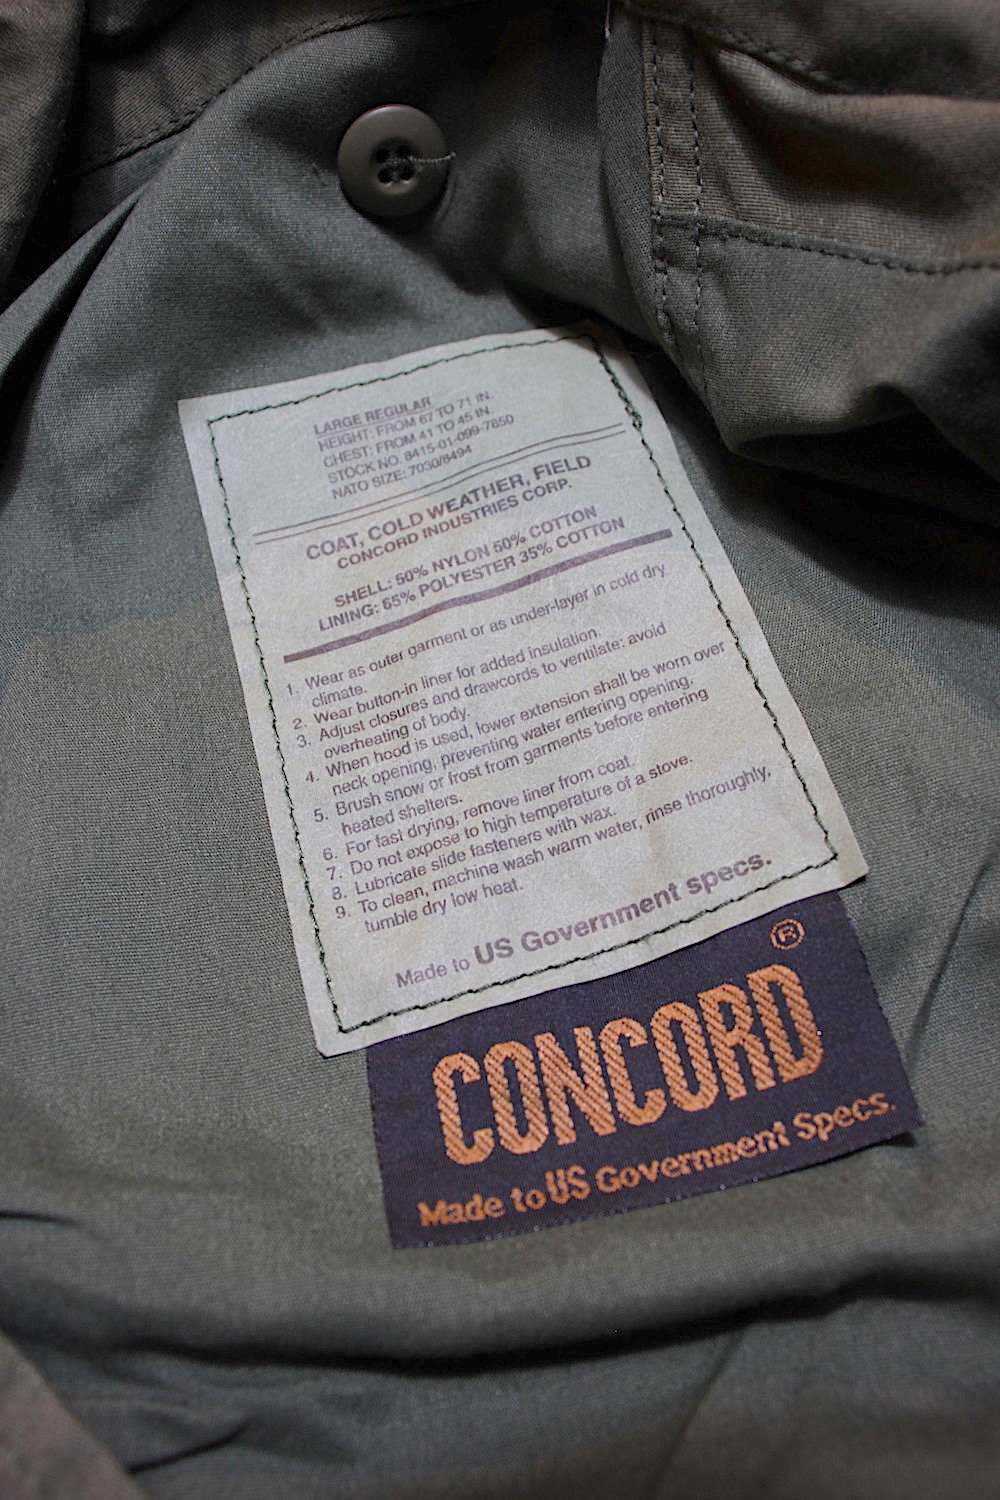 LARGE REGULAR
HEIGHT: FROM 67 TO 71 IN.
CHEST: FROM 41 TO 45 IN.
STOCK NO. 8415-01-099-7850
NATO SIZE: 7030/8494
COAT, COLD WEATHER, FIELD
CONCORD INDUSTRIES CORP.
SHELL: 50% NYLON 50% COTTON
LINING: 65% POLYESTER 35% COTTON
1. Wear as outer garment or as under-layer in cold dry
climate.
2. Wear button-in liner for added insulation.
3. Adjust closures and drawcords to ventilate: avoid
overheating of body.
4. When hood is used, lower extension shall be worn over
neck opening, preventing water entering opening.
5. Brush snow or frost from garments before entering
heated shelters.
6. For fast drying, remove liner from coat.
7. Do not expose to high temperature of a stove.
8. Lubricate slide fasteners with wax.
9. To clean, machine wash warm water, rinse thoroughly,
tumble dry low heat.
Made to US Government specs.
®
CONCORD
Made to US Government Specs.